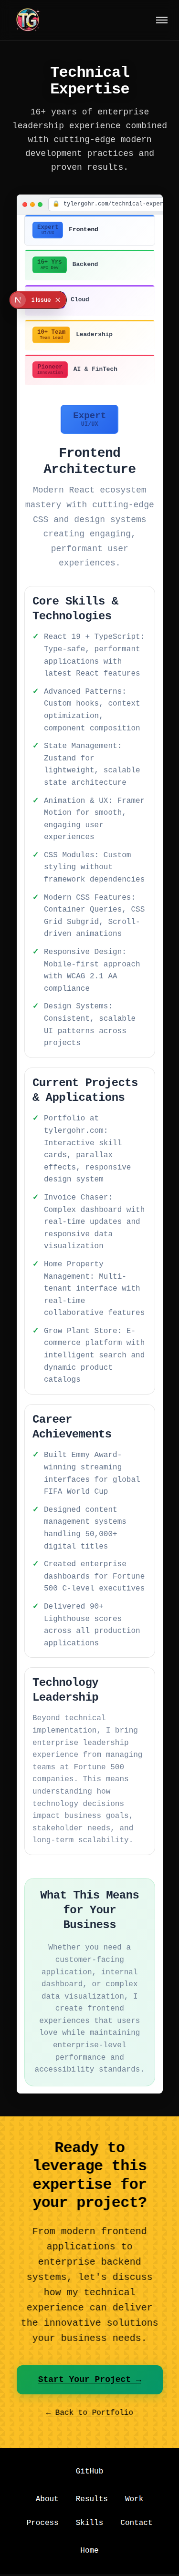 TG
Technical
Expertise
16+ years of enterprise
leadership experience combined
with cutting-edge modern
development practices and
proven results.
tylergohr.com/technical-exper
Expert
UI/UX
Frontend
16+ Yrs
Backend
1 Issue
Cloud
10+ Team
Team Lead
Leadership
Pioneer
AI & FinTech
Expert
UI/UX
Frontend
Architecture
Modern React ecosystem
mastery with cutting-edge
CSS and design systems
creating engaging,
performant user
experiences.
Core Skills &
Technologies
✓ React 19 + TypeScript:
Type-safe, performant
applications with
latest React features
✓ Advanced Patterns:
Custom hooks, context
optimization,
component composition
✓ State Management:
Zustand for
lightweight, scalable
state architecture
✓ Animation & UX: Framer
Motion for smooth,
engaging user
experiences
✓ CSS Modules: Custom
styling without
framework dependencies
✓ Modern CSS Features:
Container Queries, CSS
Grid Subgrid, Scroll-
driven animations
✓ Responsive Design:
Mobile-first approach
with WCAG 2.1 AA
compliance
✓ Design Systems:
Consistent, scalable
UI patterns across
projects
Current Projects
& Applications
✓ Portfolio at
tylergohr.com:
Interactive skill
cards, parallax
effects, responsive
design system
✓ Invoice Chaser:
Complex dashboard with
real-time updates and
responsive data
visualization
✓ Home Property
Management: Multi-
tenant interface with
real-time
collaborative features
✓ Grow Plant Store: E-
commerce platform with
intelligent search and
dynamic product
catalogs
Career
Achievements
✓ Built Emmy Award-
winning streaming
interfaces for global
FIFA World Cup
✓ Designed content
management systems
handling 50,000+
digital titles
✓ Created enterprise
dashboards for Fortune
500 C-level executives
✓ Delivered 90+
Lighthouse scores
across all production
applications
Technology
Leadership
Beyond technical
implementation, I bring
enterprise leadership
experience from managing
teams at Fortune 500
companies. This means
understanding how
technology decisions
impact business goals,
stakeholder needs, and
long-term scalability.
What This Means
for Your
Business
Whether you need a
customer-facing
application, internal
dashboard, or complex
data visualization, I
create frontend
experiences that users
love while maintaining
enterprise-level
performance and
accessibility standards.
Ready to
leverage this
expertise for
your project?
From modern frontend
applications to
enterprise backend
systems, let's discuss
how my technical
experience can deliver
the innovative solutions
your business needs.
Start Your Project →
← Back to Portfolio
GitHub
About Results Work
Process Skills Contact
Home